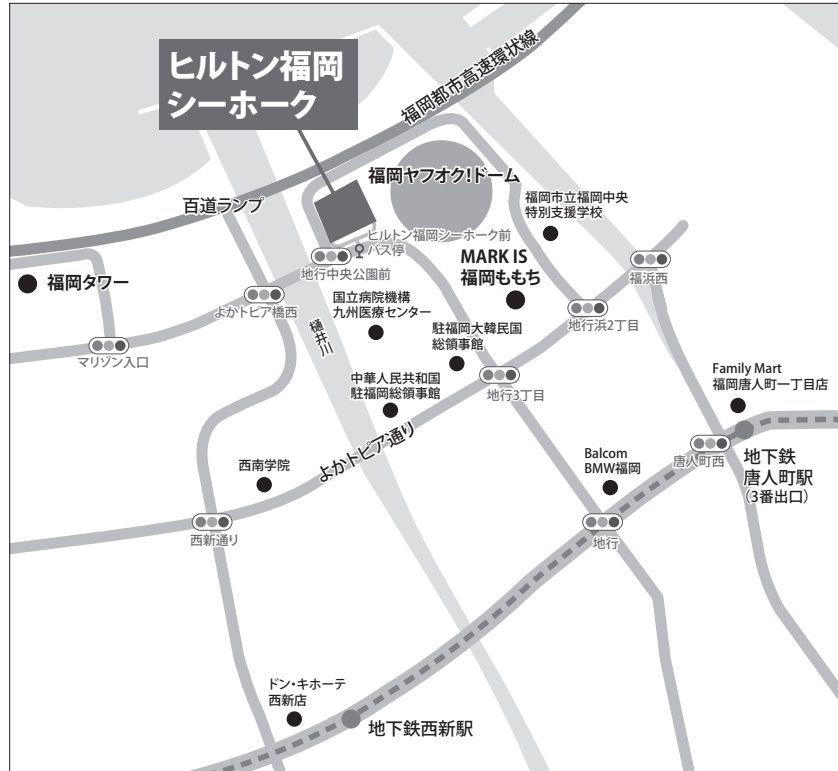 ヒルトン福岡
シーホーク
福岡都市高速環状線
百道ランプ
福岡ヤフオク!ドーム
福岡市立福岡中央
特別支援学校
ヒルトン福岡シーホーク前
バス停
地行中央公園前
MARK IS
福岡ももち
福浜西
福岡タワー
よかトピア橋西
国立病院機構
九州医療センター
樋井川
地行浜2丁目
マリゾン入口
駐福岡大韓民国
総領事館
中華人民共和国
駐福岡総領事館
地行3丁目
Family Mart
福岡唐人町一丁目店
よかトピア通り
西南学院
Balcom
BMW福岡
唐人町西
地下鉄
唐人町駅
(3番出口)
西新通り
地行
ドン・キホーテ
西新店
地下鉄西新駅